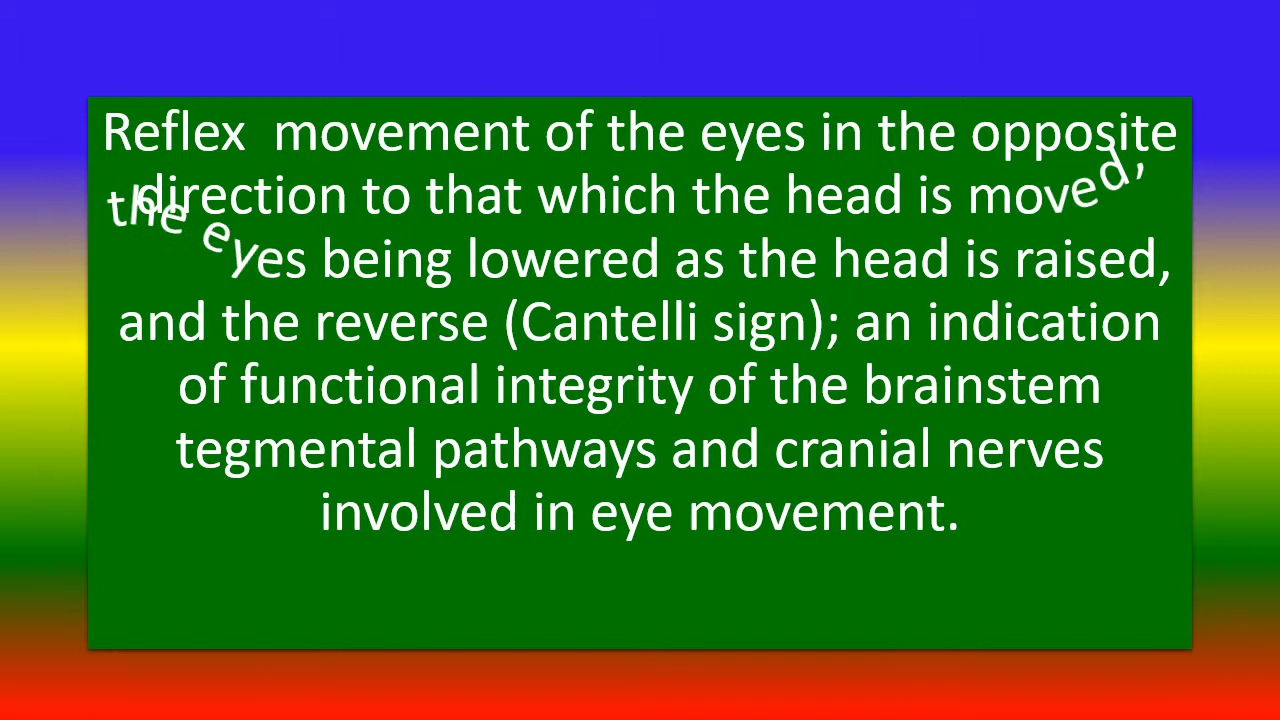 Reflex  movement of the eyes in the opposite
direction to that which the head is moved,
the eyes being lowered as the head is raised,
and the reverse (Cantelli sign); an indication
of functional integrity of the brainstem
tegmental pathways and cranial nerves
involved in eye movement.